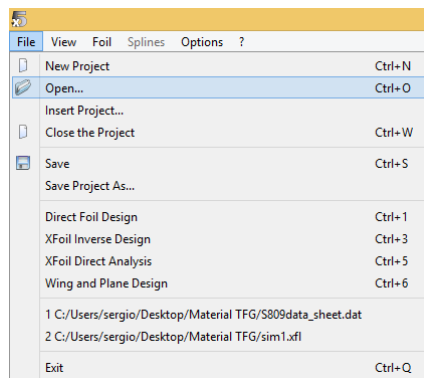 File View Foil Splines Options ?
New Project Ctrl+N
Open... Ctrl+O
Insert Project...
Close the Project Ctrl+W
Save Ctrl+S
Save Project As...
Direct Foil Design Ctrl+1
XFoil Inverse Design Ctrl+3
XFoil Direct Analysis Ctrl+5
Wing and Plane Design Ctrl+6
1 C:/Users/sergio/Desktop/Material TFG/S809data_sheet.dat
2 C:/Users/sergio/Desktop/Material TFG/sim1.xfl
Exit Ctrl+Q